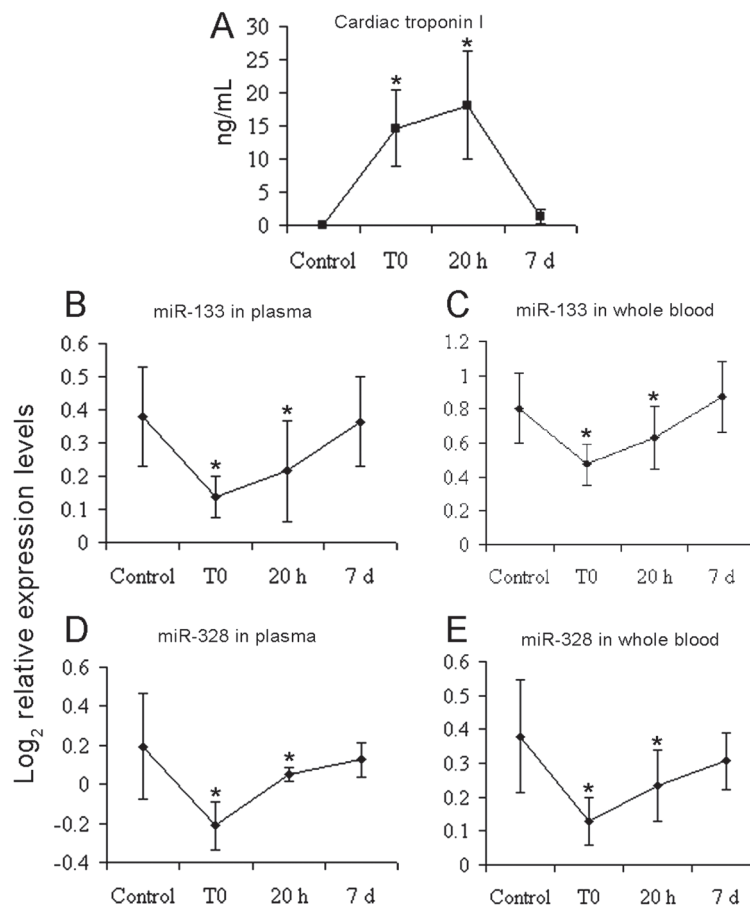 A
Cardiac troponin I
ng/mL
30
25
20
15
10
5
0
*
*
Control T0 20 h 7 d
Log2 relative expression levels
B
miR-133 in plasma
0.6
0.5
0.4
0.3
0.2
0.1
0
*
*
Control T0 20 h 7 d
C
miR-133 in whole blood
1.2
1
0.8
0.6
0.4
0.2
0
*
*
Control T0 20 h 7 d
D
miR-328 in plasma
0.6
0.4
0.2
0
-0.2
-0.4
*
*
Control T0 20 h 7 d
E
miR-328 in whole blood
0.6
0.5
0.4
0.3
0.2
0.1
0
*
*
Control T0 20 h 7 d